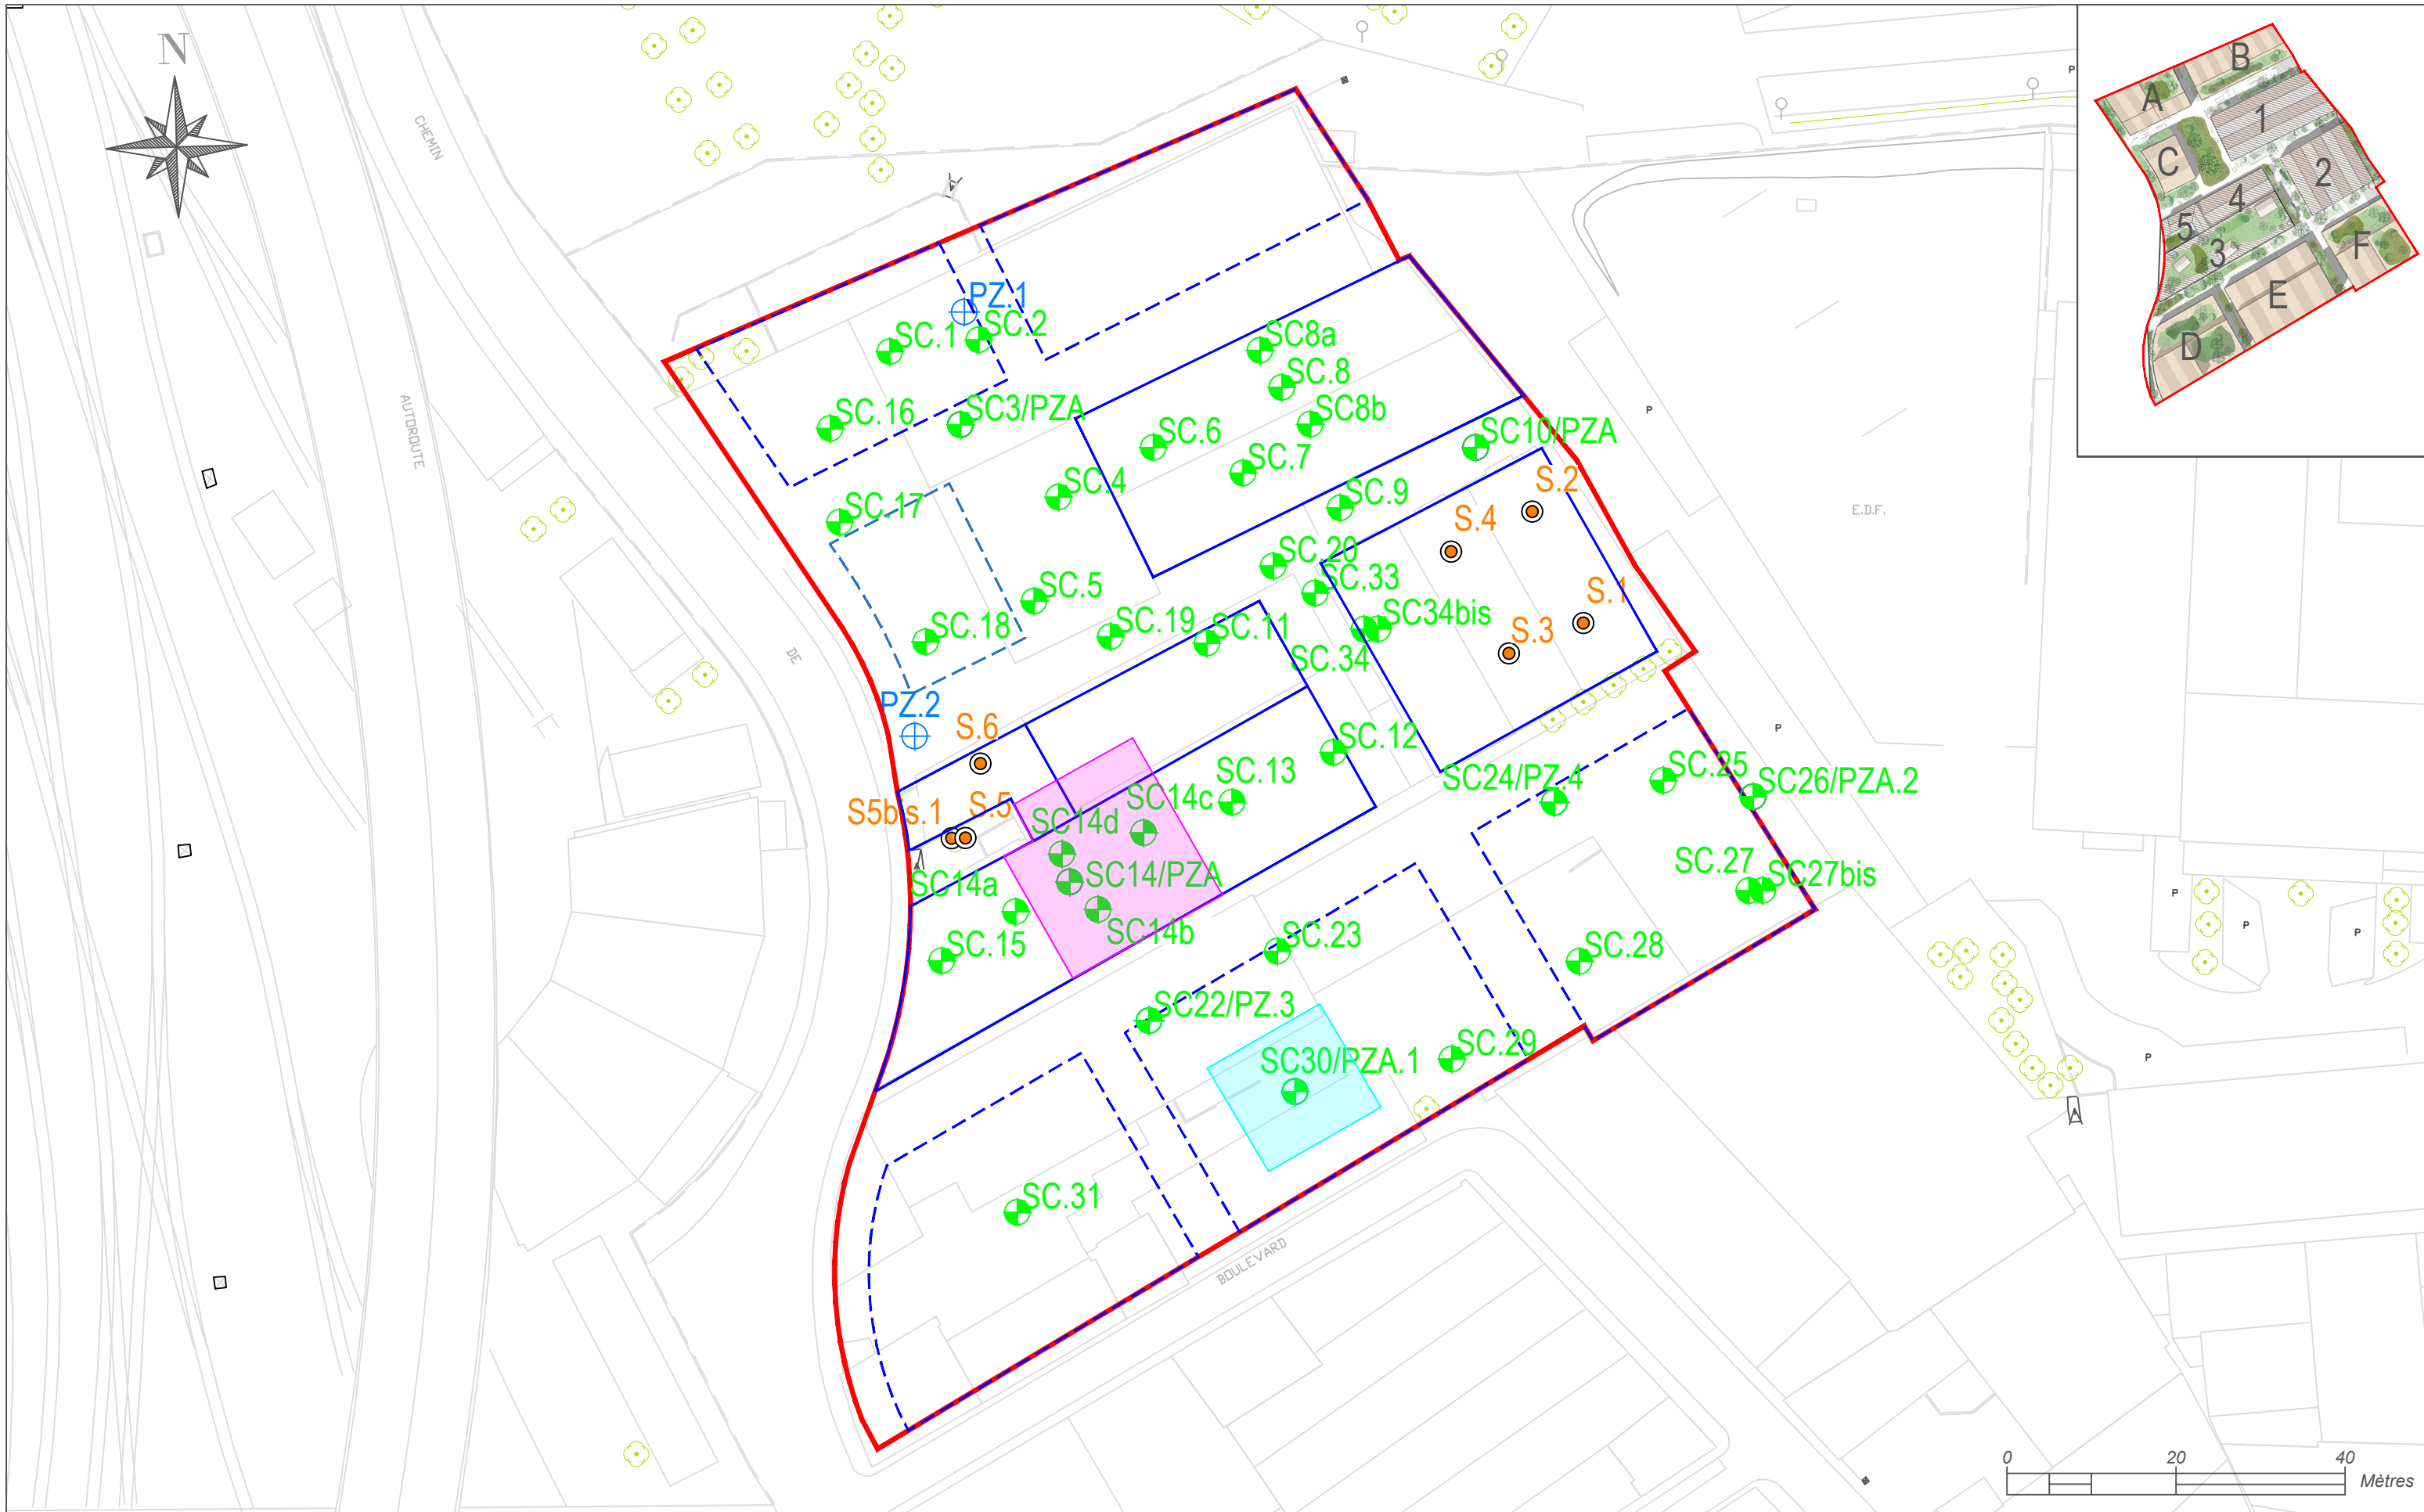 N
CHEMIN
AUTOROUTE
DE
BOULEVARD
E.D.F.
PZ.1
SC.1
SC.2
SC8a
SC.8
SC.16
SC3/PZA
SC8b
SC.6
SC10/PZA
SC.7
SC.4
S.2
SC.9
SC.17
S.4
SC.20
SC.33
SC.5
S.1
SC34bis
SC.18
SC.19
SC.11
S.3
SC.34
PZ.2
S.6
SC.12
SC.13
SC24/PZ.4
SC.25
SC26/PZA.2
S5bis.1
S.5
SC14c
SC14d
SC.27
SC27bis
SC14a
SC14/PZA
SC14b
SC.23
SC.15
SC.28
SC22/PZ.3
SC.29
SC30/PZA.1
SC.31
P
P
P
P
P
P
P
B
A
1
C
2
4
5
3
F
E
D
0
20
40
Mètres